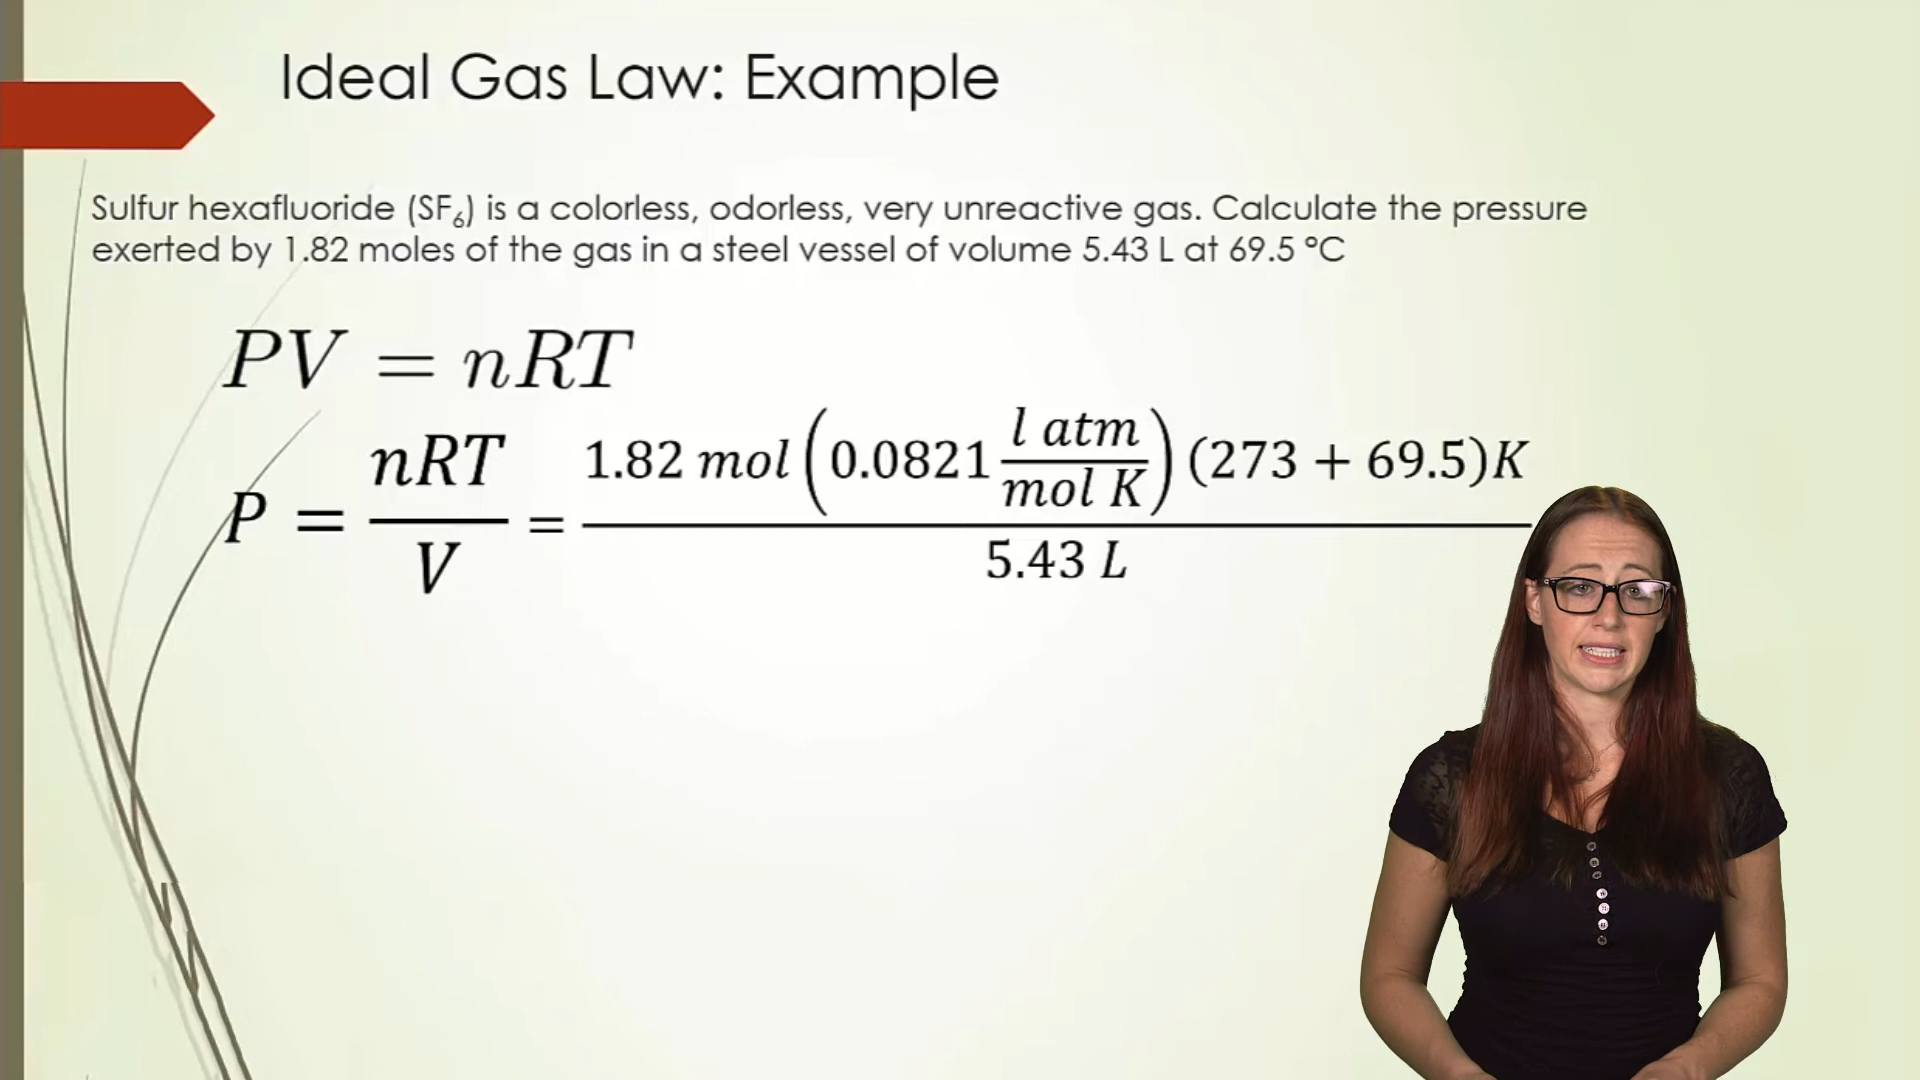 Ideal Gas Law: Example
Sulfur hexafluoride (SF₆) is a colorless, odorless, very unreactive gas. Calculate the pressure
exerted by 1.82 moles of the gas in a steel vessel of volume 5.43 L at 69.5 ºC
PV = nRT
P = nRT/V = 1.82 mol (0.0821 l atm/mol K) (273 + 69.5)K/5.43 L